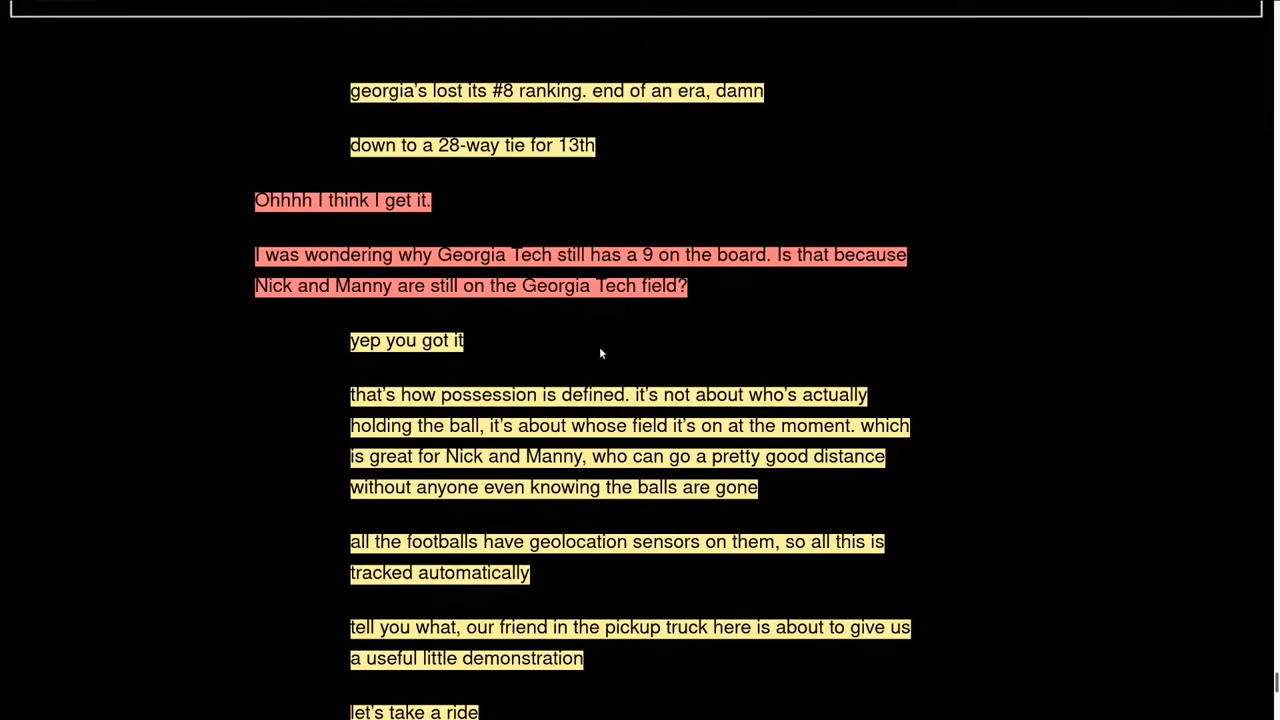 georgia’s lost its #8 ranking. end of an era, damn
down to a 28-way tie for 13th
Ohhhh I think I get it.
I was wondering why Georgia Tech still has a 9 on the board. Is that because
Nick and Manny are still on the Georgia Tech field?
yep you got it
that’s how possession is defined. it’s not about who’s actually
holding the ball, it’s about whose field it’s on at the moment. which
is great for Nick and Manny, who can go a pretty good distance
without anyone even knowing the balls are gone
all the footballs have geolocation sensors on them, so all this is
tracked automatically
tell you what, our friend in the pickup truck here is about to give us
a useful little demonstration
let’s take a ride